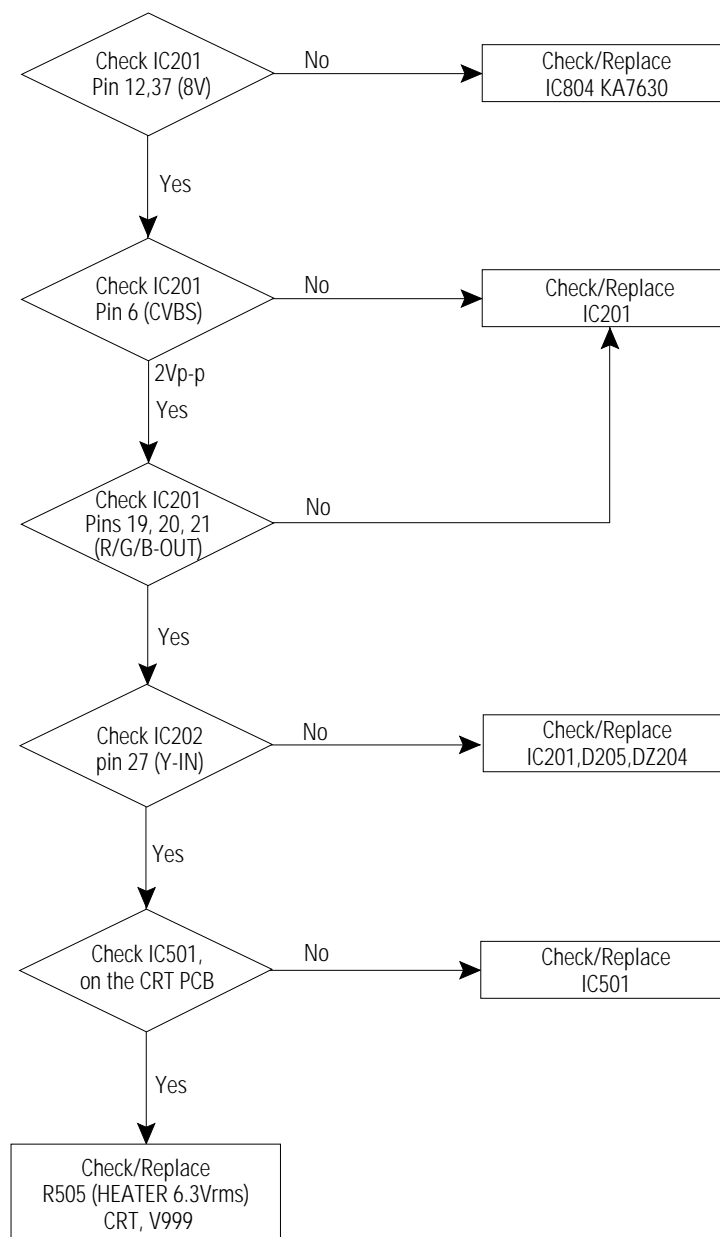 Check IC201
Pin 12,37 (8V)
No
Check/Replace
IC804 KA7630
Yes
Check IC201
Pin 6 (CVBS)
No
Check/Replace
IC201
2Vp-p
Yes
Check IC201
Pins 19, 20, 21
(R/G/B-OUT)
No
Yes
Check IC202
pin 27 (Y-IN)
No
Check/Replace
IC201,D205,DZ204
Yes
Check IC501,
on the CRT PCB
No
Check/Replace
IC501
Yes
Check/Replace
R505 (HEATER 6.3Vrms)
CRT, V999